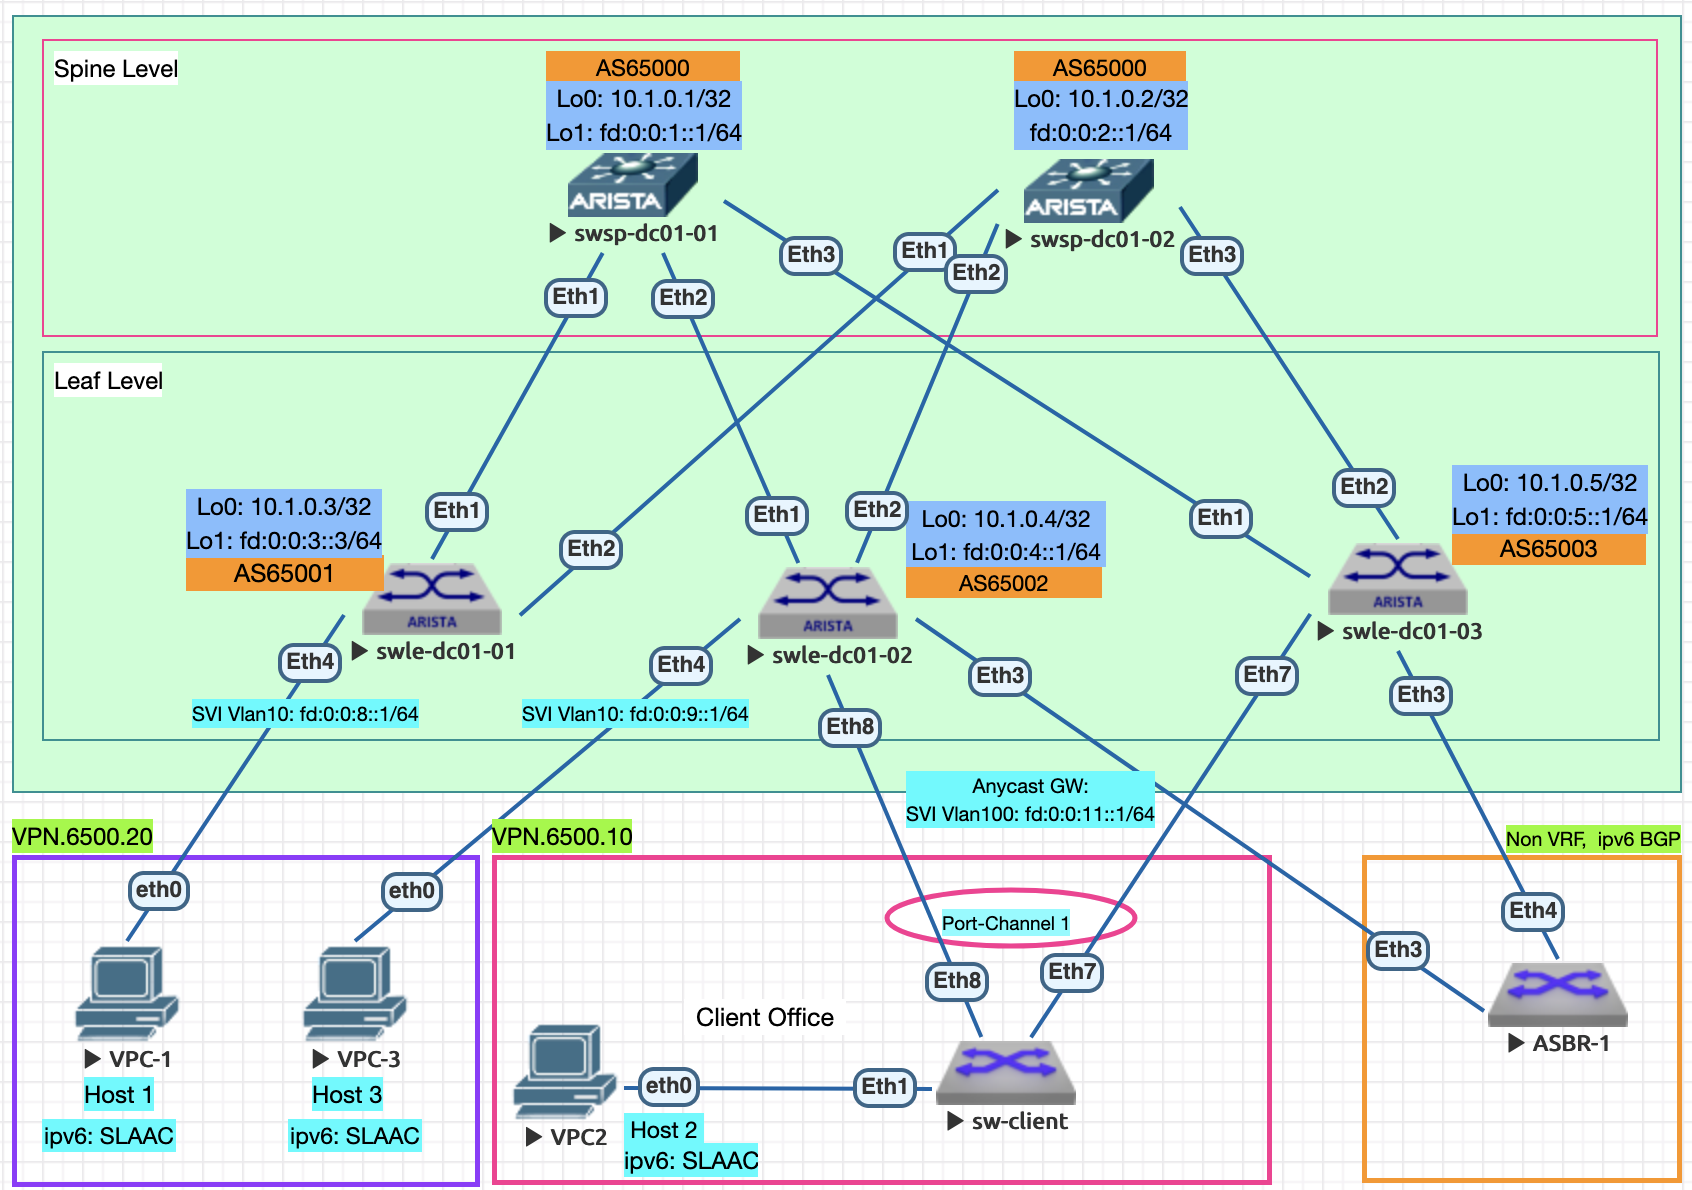 Spine Level
AS65000
Lo0: 10.1.0.1/32
Lo1: fd:0:0:1::1/64
ARISTA
swsp-dc01-01
AS65000
Lo0: 10.1.0.2/32
fd:0:0:2::1/64
ARISTA
swsp-dc01-02
Eth3
Eth1
Eth2
Eth3
Eth1
Eth2
Leaf Level
Lo0: 10.1.0.3/32
Lo1: fd:0:0:3::3/64
AS65001
Eth1
Eth2
ARISTA
swle-dc01-01
Eth4
SVI Vlan10: fd:0:0:8::1/64
Eth1
Eth2
Lo0: 10.1.0.4/32
Lo1: fd:0:0:4::1/64
AS65002
ARISTA
swle-dc01-02
Eth4
SVI Vlan10: fd:0:0:9::1/64
Eth8
Eth3
Eth1
Eth2
Lo0: 10.1.0.5/32
Lo1: fd:0:0:5::1/64
AS65003
ARISTA
swle-dc01-03
Eth7
Eth3
Anycast GW:
SVI Vlan100: fd:0:0:11::1/64
VPN.6500.20
eth0
eth0
VPC-1
Host 1
ipv6: SLAAC
VPC-3
Host 3
ipv6: SLAAC
VPN.6500.10
Port-Channel 1
Eth8
Eth7
Client Office
eth0
Eth1
VPC2
Host 2
ipv6: SLAAC
sw-client
Non VRF,  ipv6 BGP
Eth4
Eth3
ASBR-1